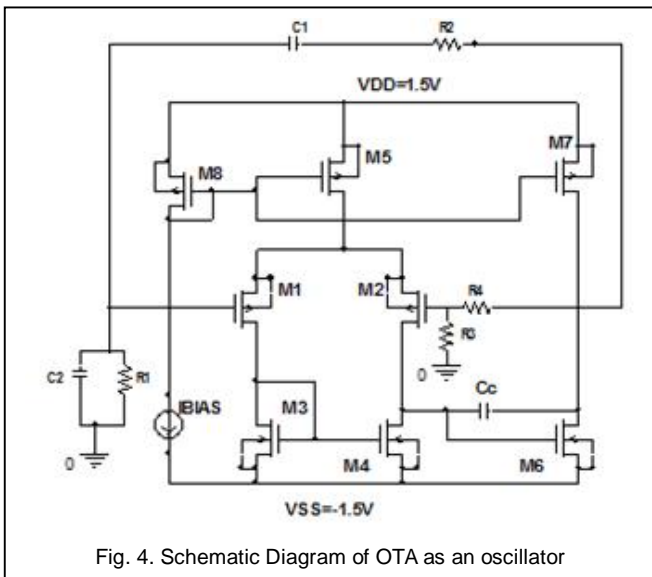 C1
R2
VDD=1.5V
M8
M5
M7
M1
M2
R4
R3
0
C2
R1
IBIAS
M3
Cc
0
M4
M6
VSS=-1.5V
Fig. 4. Schematic Diagram of OTA as an oscillator